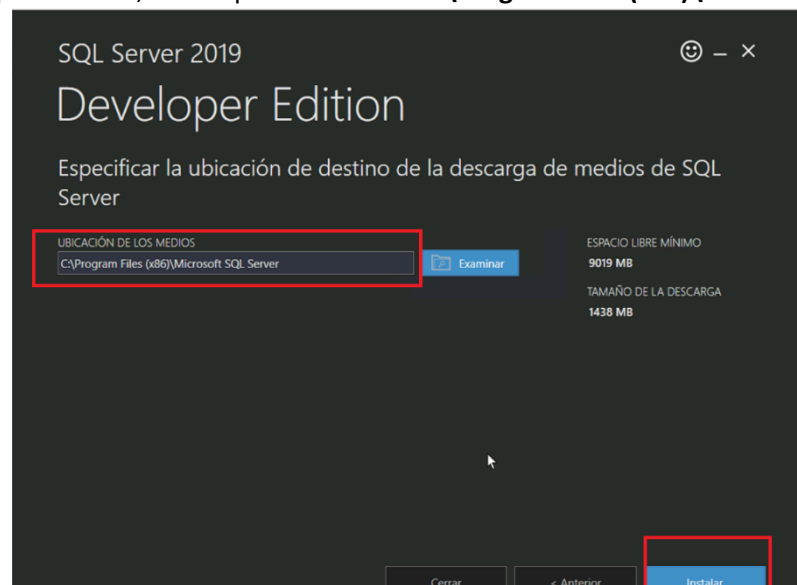 SQL Server 2019
Developer Edition
Especificar la ubicación de destino de la descarga de medios de SQL
Server
UBICACIÓN DE LOS MEDIOS
C:\Program Files (x86)\Microsoft SQL Server
Examinar
ESPACIO LIBRE MÍNIMO
9019 MB
TAMAÑO DE LA DESCARGA
1438 MB
Cerrar
< Anterior
Instalar